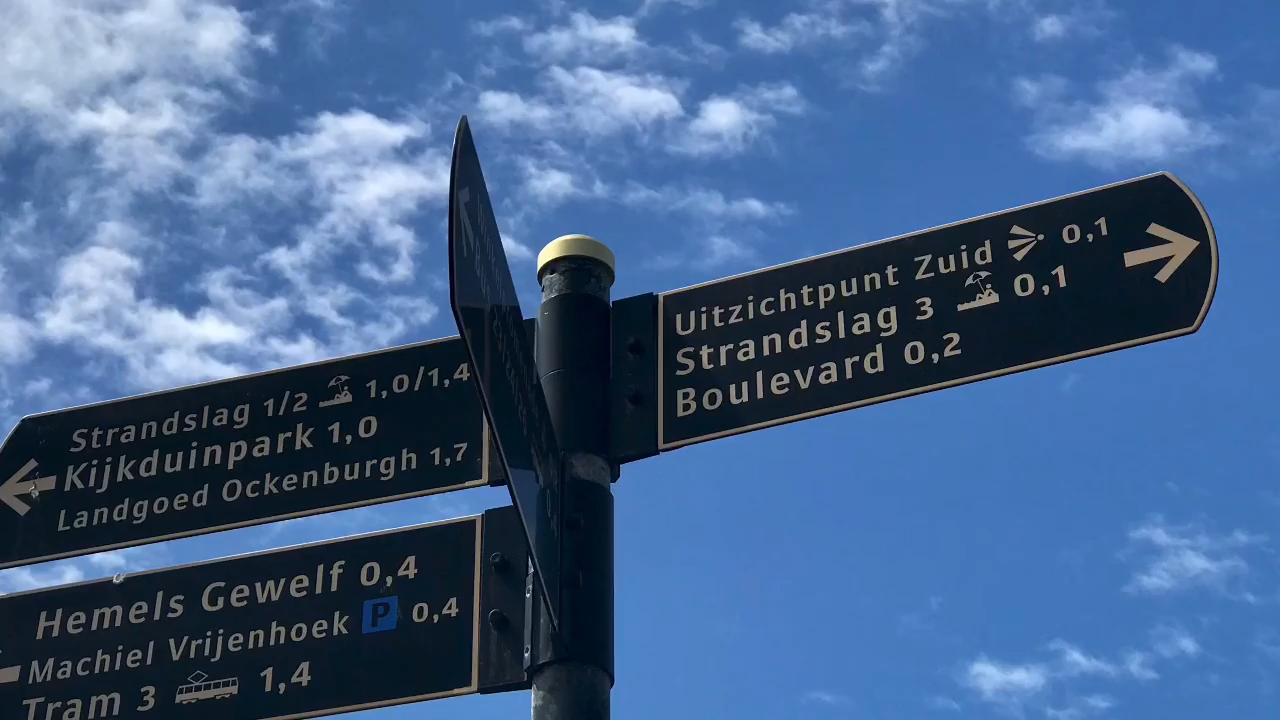 Uitzichtpunt Zuid 0,1
Strandslag 3 0,1
Boulevard 0,2
Strandslag 1/2 1,0/1,4
Kijkduinpark 1,0
Landgoed Ockenburgh 1,7
Hemels Gewelf 0,4
Machiel Vrijenhoek P 0,4
Tram 3 1,4